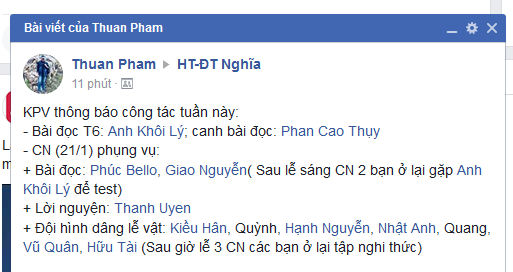 Bài viết của Thuan Pham
Thuan Pham ▸ HT-ĐT Nghĩa
11 phút ·
KPV thông báo công tác tuần này:
- Bài đọc T6: Anh Khôi Lý; canh bài đọc: Phan Cao Thụy
- CN (21/1) phụng vụ:
+ Bài đọc: Phúc Bello, Giao Nguyễn( Sau lễ sáng CN 2 bạn ở lại gặp Anh
Khôi Lý để test)
+ Lời nguyện: Thanh Uyen
+ Đội hình dâng lễ vật: Kiều Hân, Quỳnh, Hạnh Nguyễn, Nhật Anh, Quang,
Vũ Quân, Hữu Tài (Sau giờ lễ 3 CN các bạn ở lại tập nghi thức)